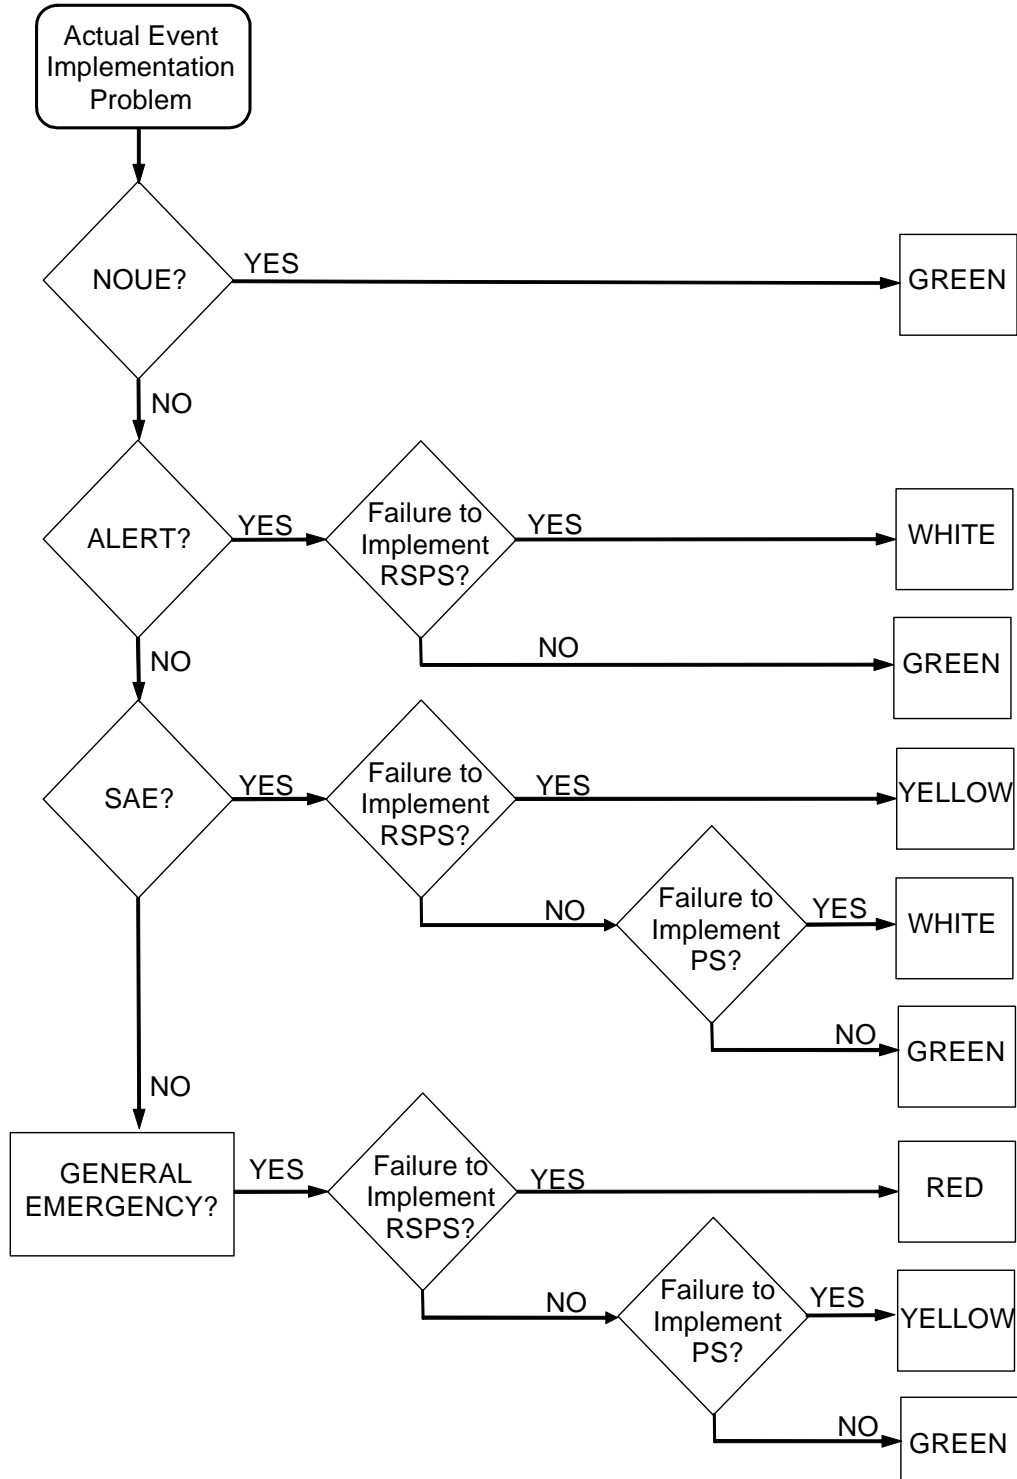 Actual Event
Implementation
Problem
NOUE?
YES
GREEN
NO
ALERT?
YES
Failure to
Implement
RSPS?
YES
WHITE
NO
GREEN
NO
SAE?
YES
Failure to
Implement
RSPS?
YES
YELLOW
NO
Failure to
Implement
PS?
YES
WHITE
NO
GREEN
NO
GENERAL
EMERGENCY?
YES
Failure to
Implement
RSPS?
YES
RED
NO
Failure to
Implement
PS?
YES
YELLOW
NO
GREEN